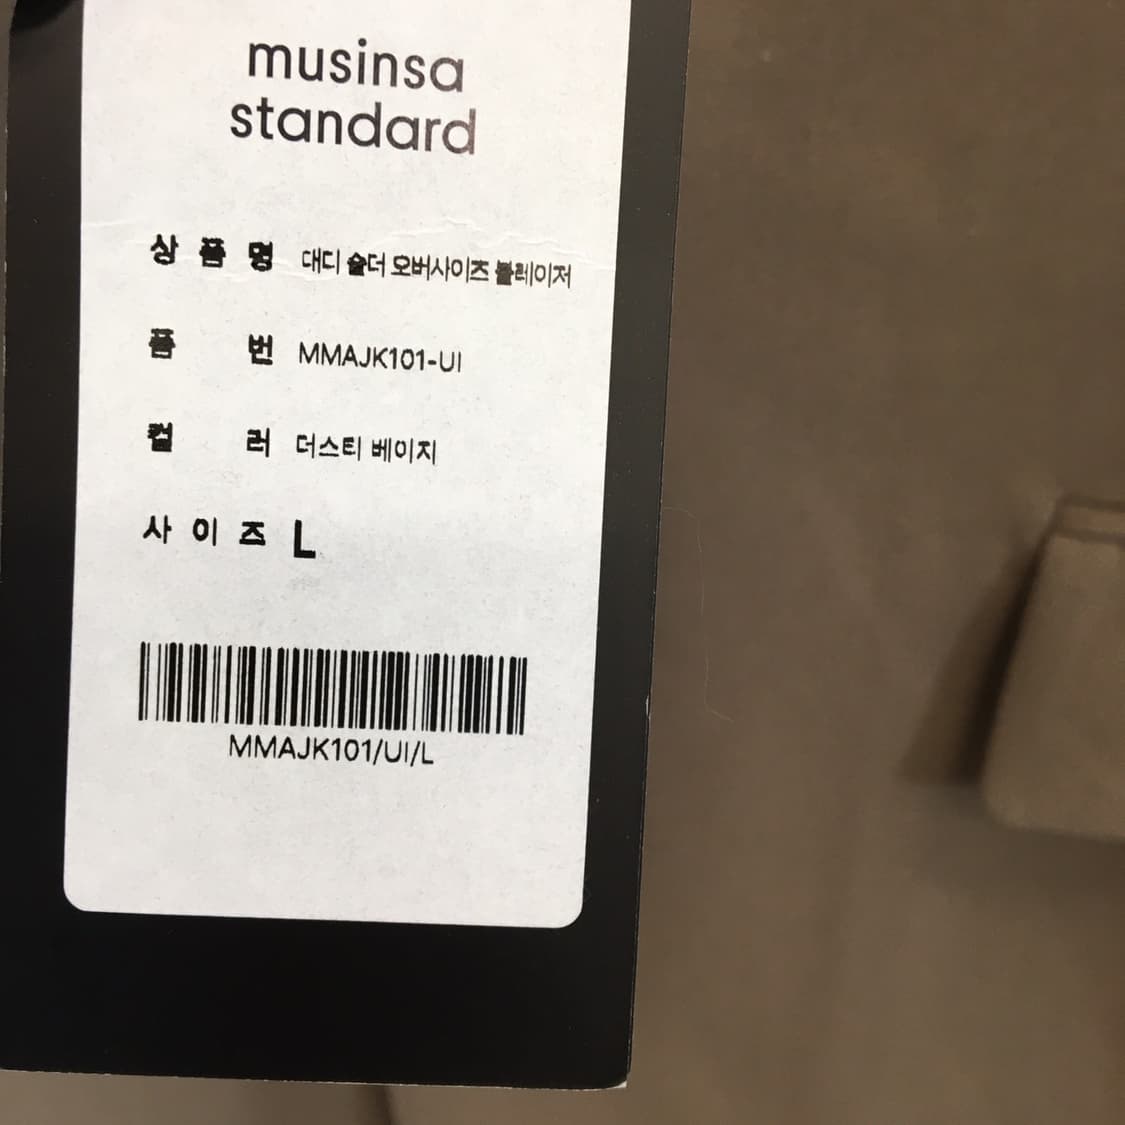 musinsa
standard
상 품 명 대디 숄더 오버사이즈 블레이저
품 번 MMAJK101-UI
컬 러 더스티 베이지
사 이 즈 L
MMAJK101/UI/L